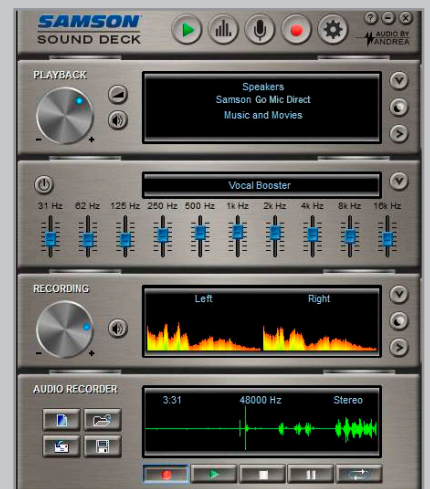 SAMSON
SOUND DECK
AUDIO BY
ANDREA
PLAYBACK
Speakers
Samson Go Mic Direct
Music and Movies
- +
Vocal Booster
31 Hz 62 Hz 125 Hz 250 Hz 500 Hz 1k Hz 2k Hz 4k Hz 8k Hz 16k Hz
RECORDING
Left Right
- +
AUDIO RECORDER
3:31 48000 Hz Stereo